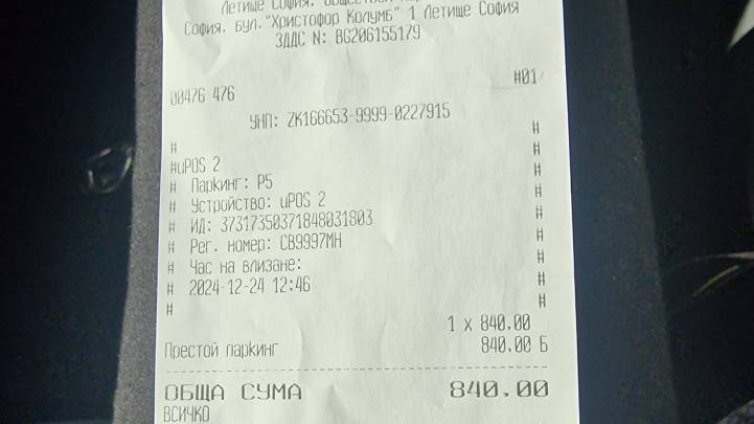 Летище София,
София, бул."Христофор Колумб" 1 Летище София
ЗДДС N: BG206155179
00476 476 #01
УНП: ZK166653-9999-0227915
# #
#uPOS 2 #
# Паркинг: P5 #
# Устройство: uPOS 2 #
# ИД: 37317350371848031803 #
# Рег. номер: CB9997MH #
# Час на влизане: #
# 2024-12-24 12:46 #
# #
1 x 840.00
Престой паркинг 840.00 Б
ОБЩА СУМА 840.00
ВСИЧКО